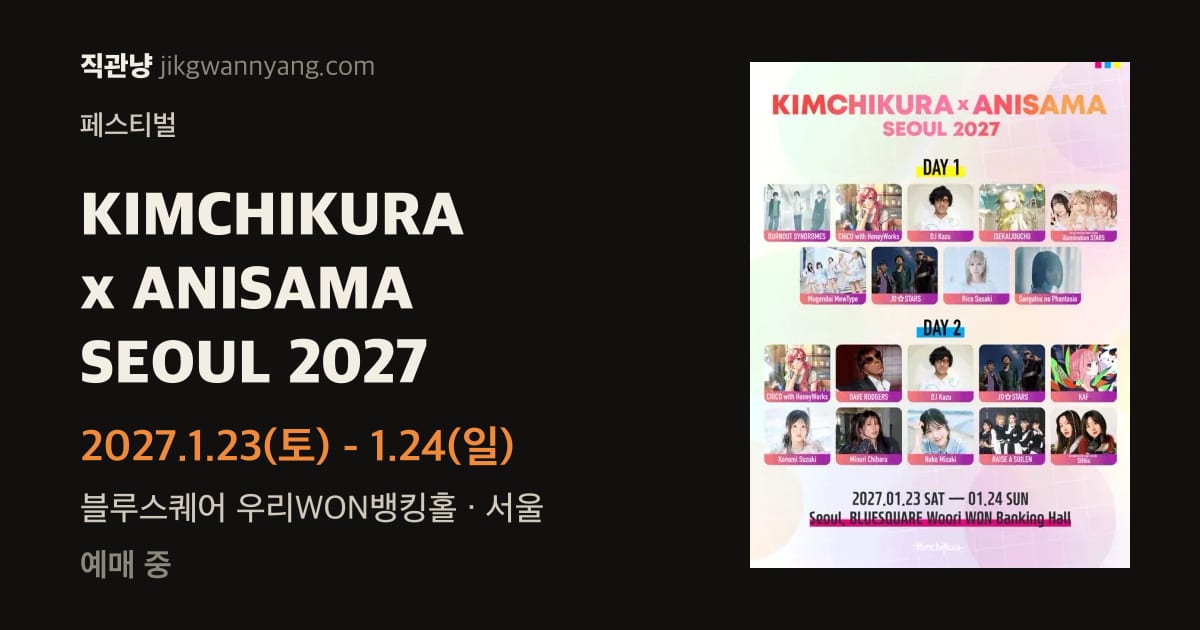 직관냥 jikgwannyang.com
페스티벌
KIMCHIKURA
x ANISAMA
SEOUL 2027
2027.1.23(토) - 1.24(일)
블루스퀘어 우리WON뱅킹홀 · 서울
예매 중
KIMCHIKURA x ANISAMA
SEOUL 2027
DAY 1
BURNOUT SYNDROMES
CHiCO with HoneyWorks
DJ Kazu
ISEKAIJOUCHO
illumination STARS
Mugendai MewType
JO☆STARS
Rico Sasaki
Sangatsu no Phantasia
DAY 2
CHiCO with HoneyWorks
DAVE RODGERS
DJ Kazu
JO☆STARS
KAF
Konomi Suzuki
Minori Chihara
Nako Misaki
RAISE A SUILEN
SHHis
2027.01.23 SAT — 01.24 SUN
Seoul, BLUESQUARE Woori WON Banking Hall
Kimchikura